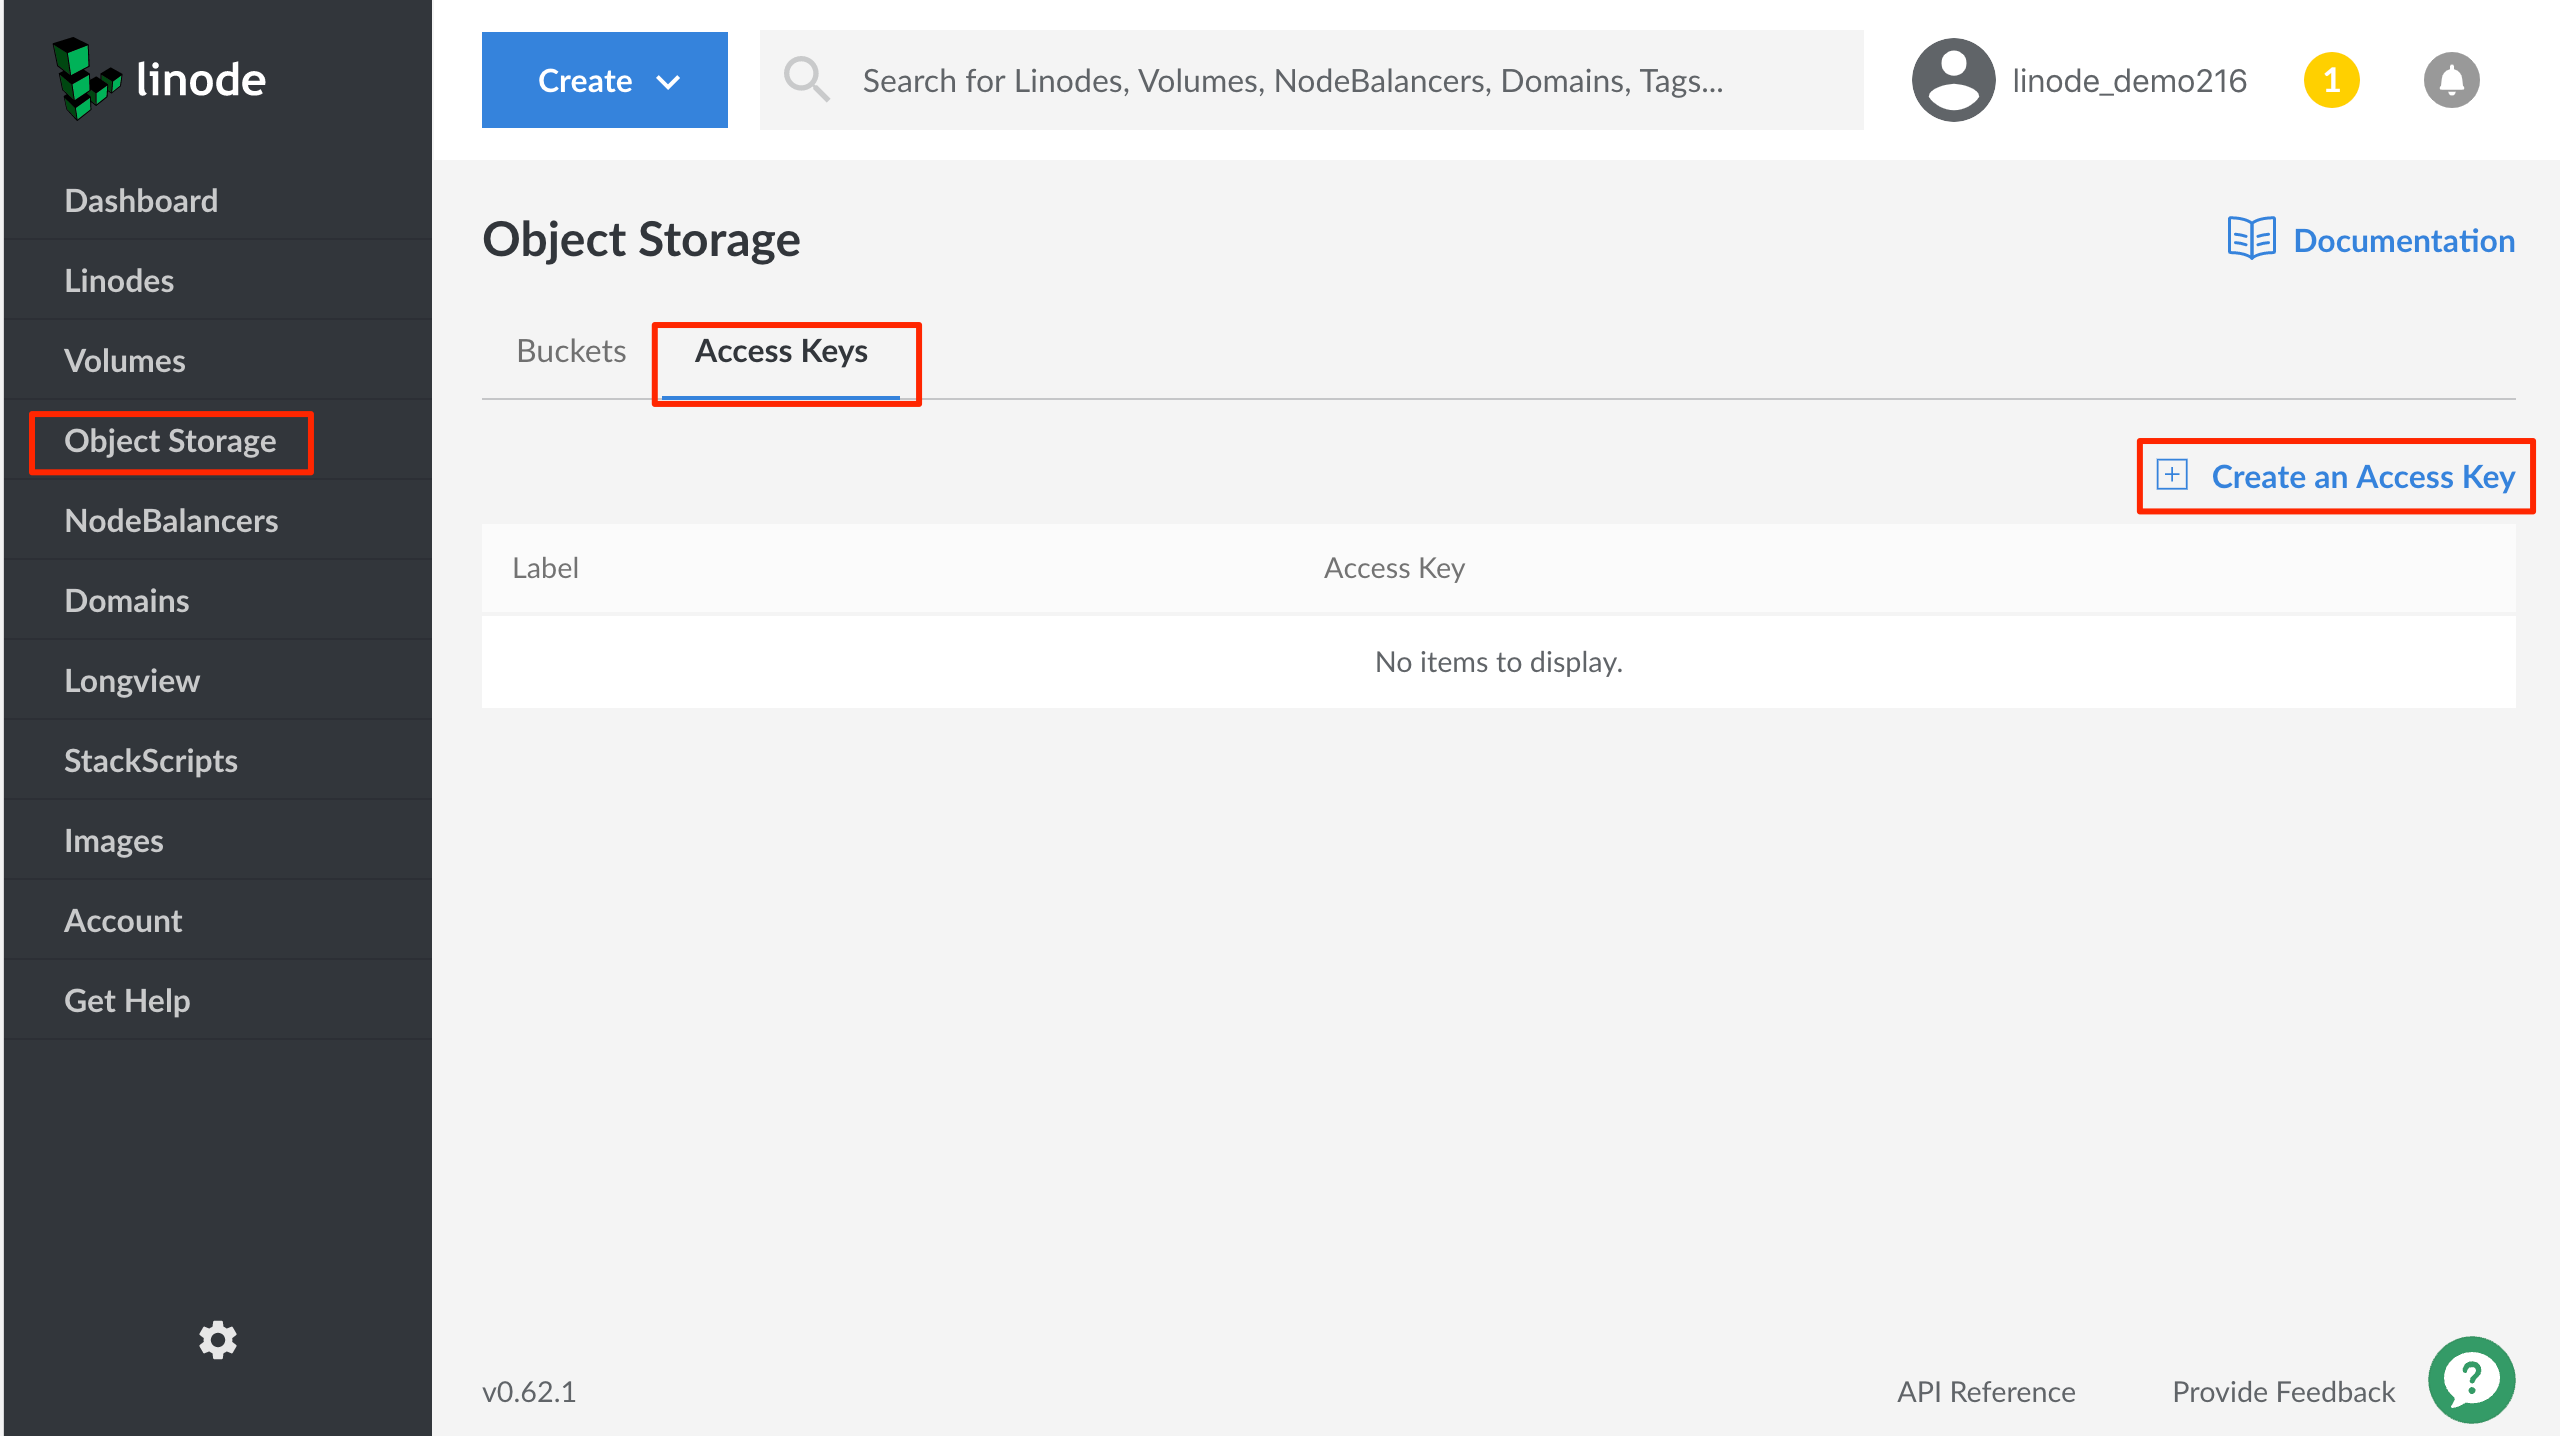 linode
Dashboard
Linodes
Volumes
Object Storage
NodeBalancers
Domains
Longview
StackScripts
Images
Account
Get Help
Create
Search for Linodes, Volumes, NodeBalancers, Domains, Tags...
linode_demo216
1
Object Storage
Documentation
Buckets
Access Keys
Create an Access Key
Label
Access Key
No items to display.
v0.62.1
API Reference
Provide Feedback
?